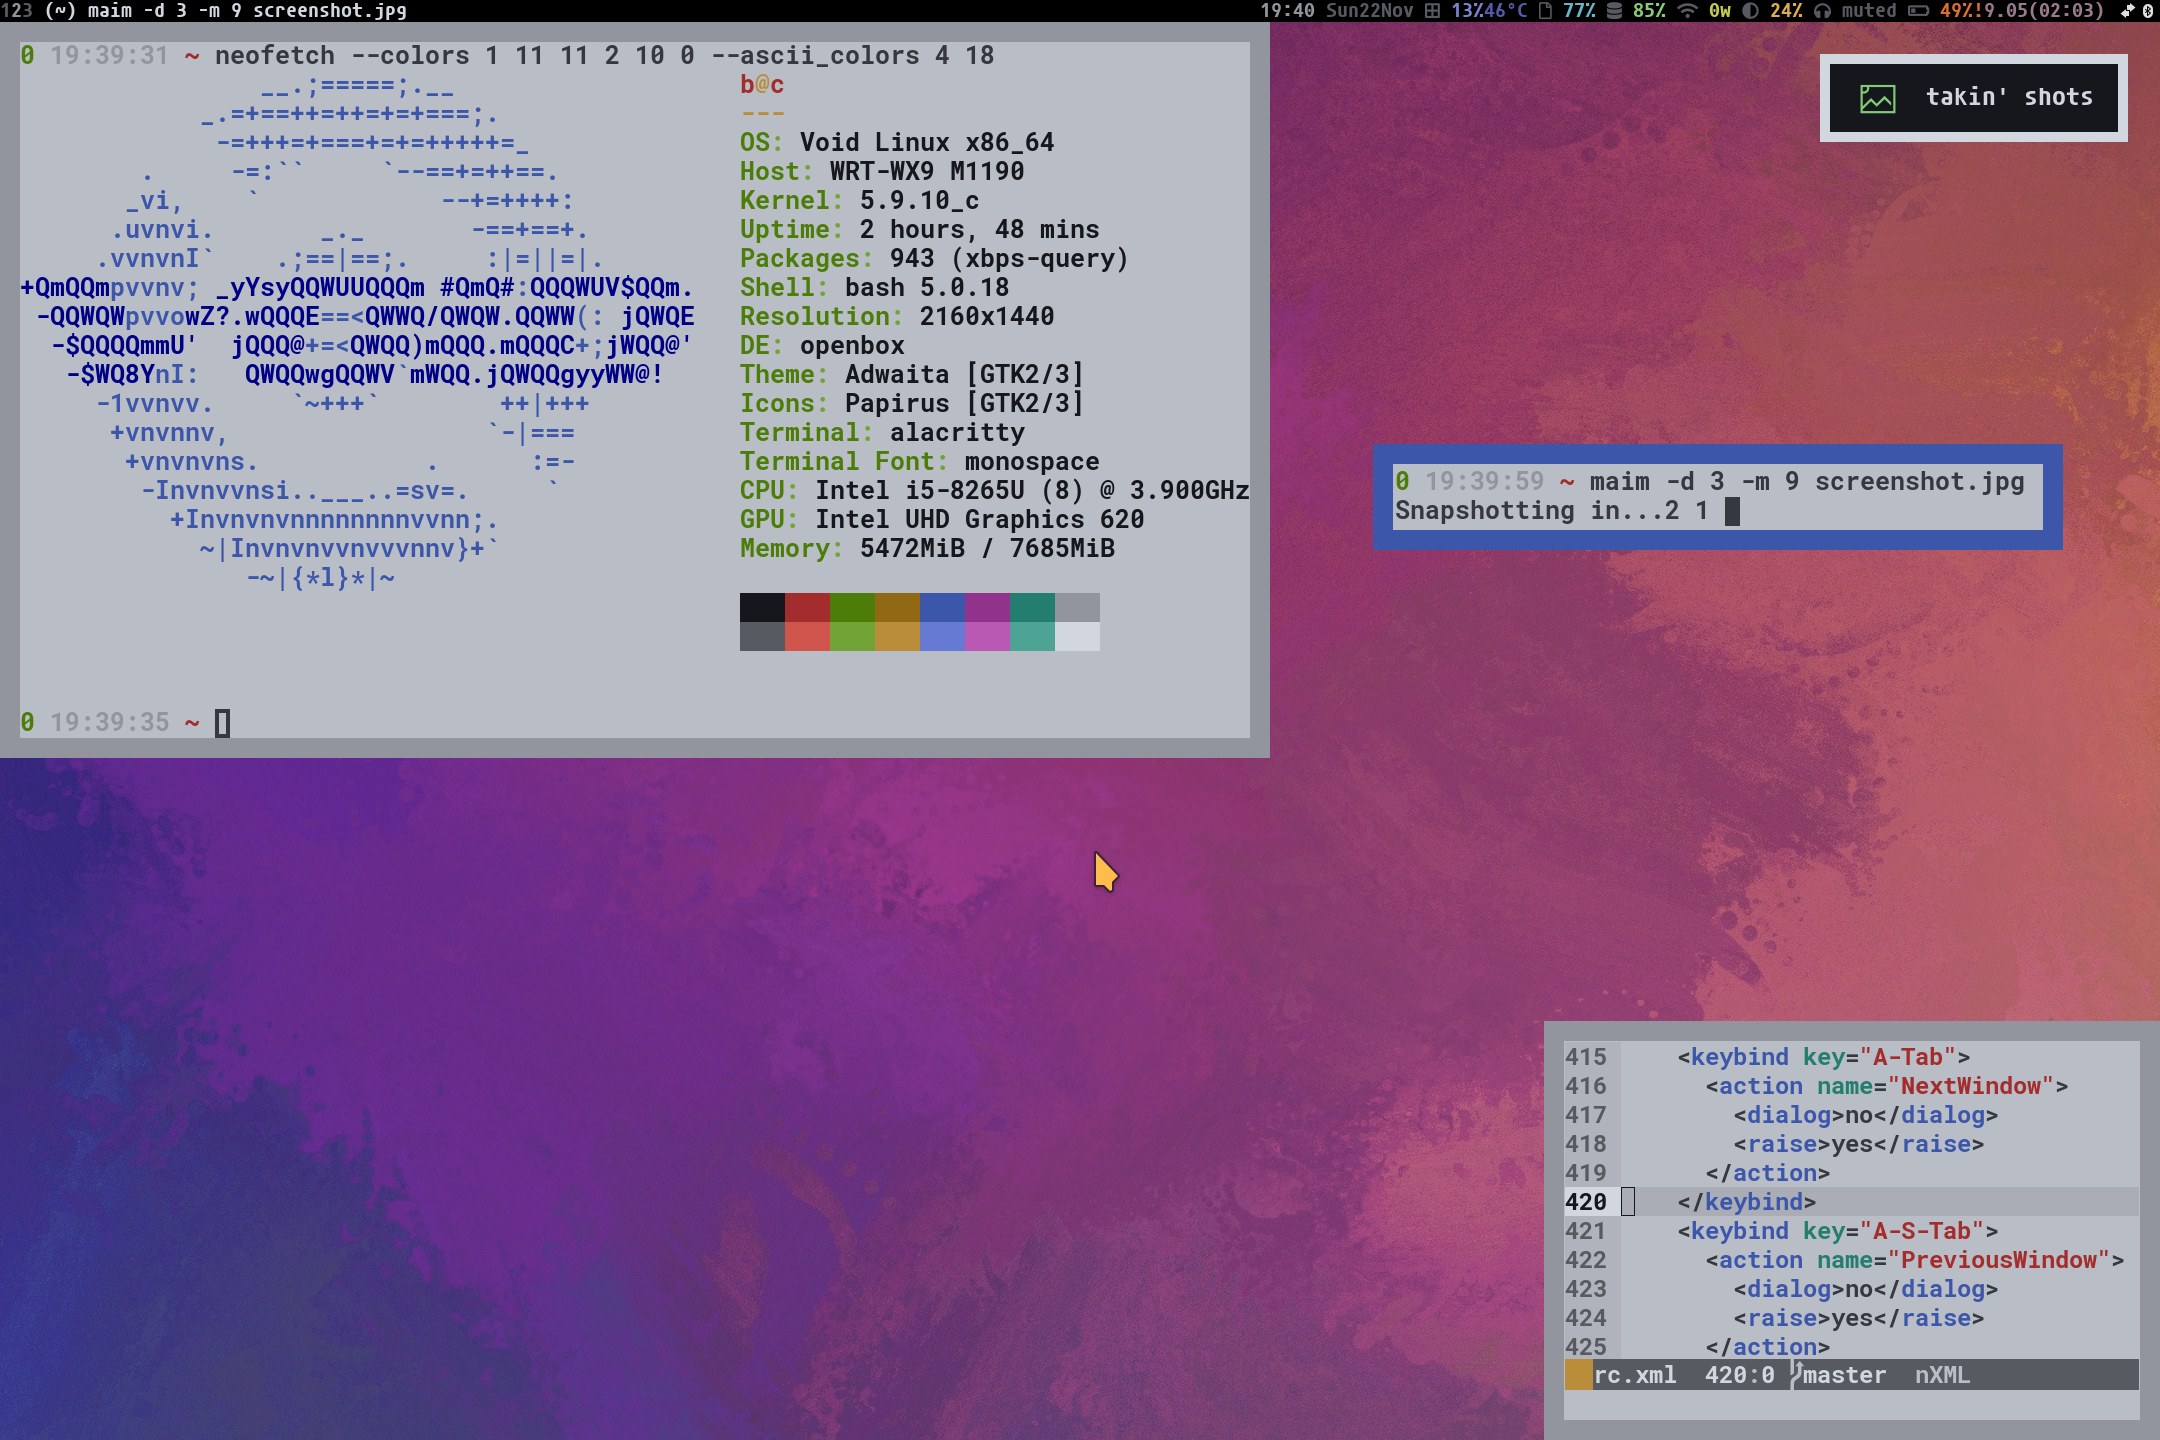 123 (~) maim -d 3 -m 9 screenshot.jpg
19:40 Sun22Nov 13%46°C 77% 85% 0w 24% muted 49%!9.05(02:03)
0 19:39:31 ~ neofetch --colors 1 11 11 2 10 0 --ascii_colors 4 18
__.;=====;.__
_.=+==++=++=+=+===;.
-=+++=+===+=+=+++++=_
.     -=:``     `--==+=++==.
_vi,    `            --+=++++:
.uvnvi.       _._       -==+==+.
.vvnvnI`    .;==|==;.     :|=||=|.
+QmQQmpvvnv; _yYsyQQWUUQQQm #QmQ#:QQQWUV$QQm.
-QQWQWpvvowZ?.wQQQE==<QWWQ/QWQW.QQWW(: jQWQE
-$QQQQmmU'  jQQQ@+=<QWQQ)mQQQ.mQQQC+;jWQQ@'
-$WQ8YnI:   QWQQwgQQWV`mWQQ.jQWQQgyyWW@!
-1vvnvv.     `~+++`        ++|+++
+vnvnnv,                 `-|===
+vnvnvns.           .      :=-
-Invnvvnsi..___..=sv=.     `
+Invnvnvnnnnnnnnvvnn;.
~|Invnvnvvnvvvnnv}+`
-~|{*l}*|~
b@c
---
OS: Void Linux x86_64
Host: WRT-WX9 M1190
Kernel: 5.9.10_c
Uptime: 2 hours, 48 mins
Packages: 943 (xbps-query)
Shell: bash 5.0.18
Resolution: 2160x1440
DE: openbox
Theme: Adwaita [GTK2/3]
Icons: Papirus [GTK2/3]
Terminal: alacritty
Terminal Font: monospace
CPU: Intel i5-8265U (8) @ 3.900GHz
GPU: Intel UHD Graphics 620
Memory: 5472MiB / 7685MiB
0 19:39:35 ~
takin' shots
0 19:39:59 ~ maim -d 3 -m 9 screenshot.jpg
Snapshotting in...2 1
415     <keybind key="A-Tab">
416       <action name="NextWindow">
417         <dialog>no</dialog>
418         <raise>yes</raise>
419       </action>
420     </keybind>
421     <keybind key="A-S-Tab">
422       <action name="PreviousWindow">
423         <dialog>no</dialog>
424         <raise>yes</raise>
425       </action>
rc.xml  420:0 master  nXML